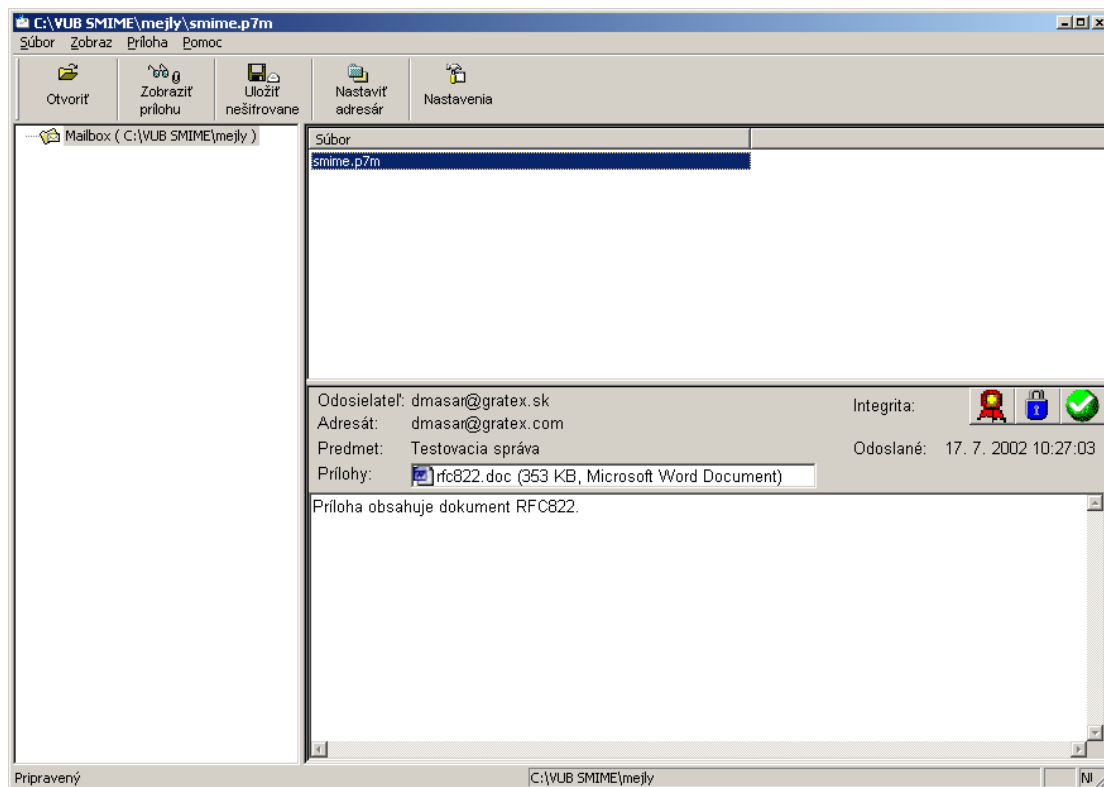 C:\VUB SMIME\mejly\smime.p7m
Súbor Zobraz Príloha Pomoc
Otvoriť
Zobraziť prílohu
Uložiť nešifrovane
Nastaviť adresár
Nastavenia
Mailbox ( C:\VUB SMIME\mejly )
Súbor
smime.p7m
Odosielateľ: dmasar@gratex.sk
Integrita:
Adresát: dmasar@gratex.com
Predmet: Testovacia správa
Odoslané: 17. 7. 2002 10:27:03
Prílohy: rfc822.doc (353 KB, Microsoft Word Document)
Príloha obsahuje dokument RFC822.
Pripravený
C:\VUB SMIME\mejly